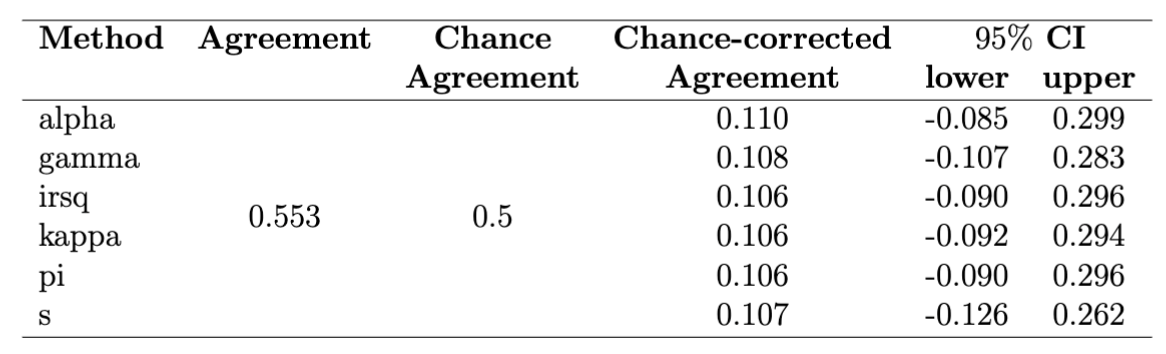 Method Agreement Chance Chance-corrected 95% CI
Agreement Agreement lower upper
alpha 0.110 -0.085 0.299
gamma 0.108 -0.107 0.283
irsq 0.106 -0.090 0.296
0.553 0.5
kappa 0.106 -0.092 0.294
pi 0.106 -0.090 0.296
s 0.107 -0.126 0.262